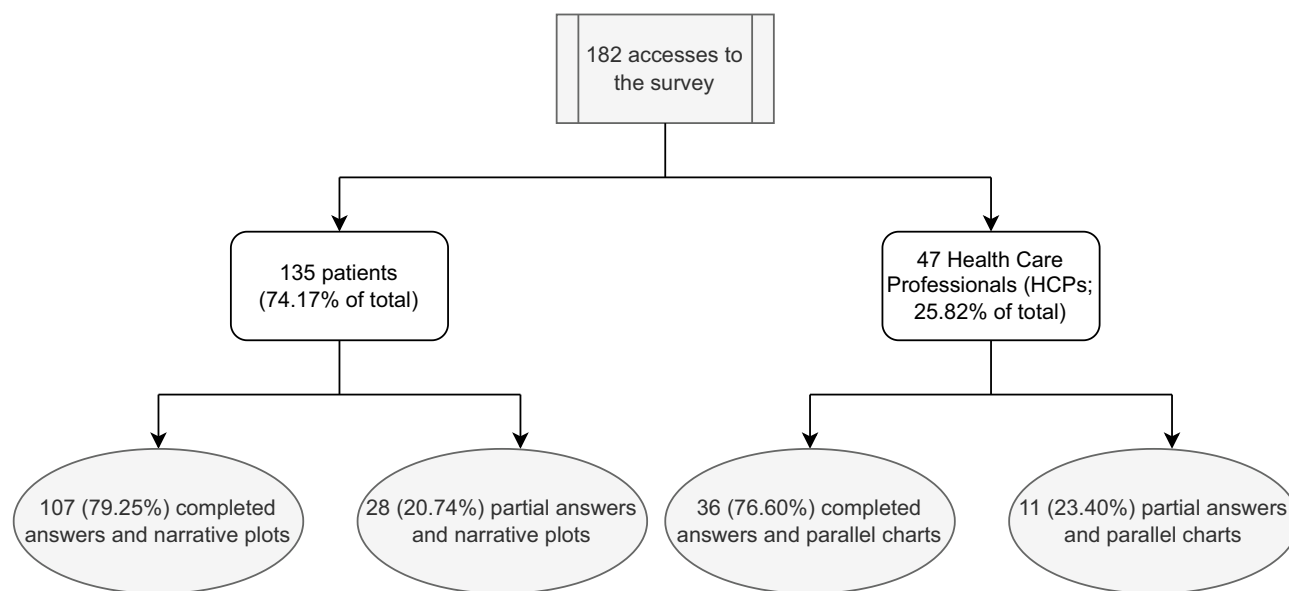 182 accesses to
the survey
135 patients
(74.17% of total)
47 Health Care
Professionals (HCPs;
25.82% of total)
107 (79.25%) completed
answers and narrative plots
28 (20.74%) partial answers
and narrative plots
36 (76.60%) completed
answers and parallel charts
11 (23.40%) partial answers
and parallel charts